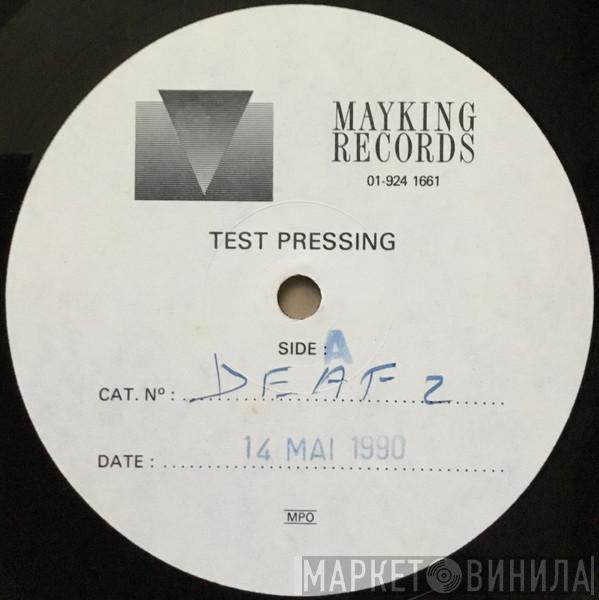 MAYKING
RECORDS
01-924 1661
TEST PRESSING
SIDE : A
CAT. Nº : DEAF 2
DATE : 14 MAI 1990
MPO
МАРКЕТ ВИНИЛА